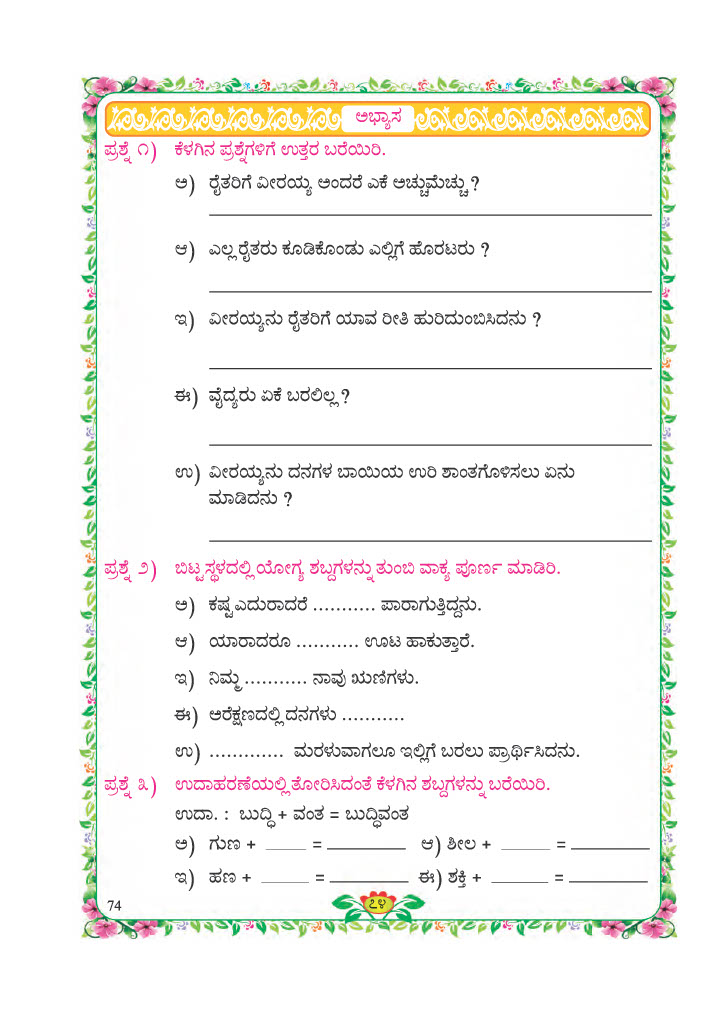 ಅಭ್ಯಾಸ
ಪ್ರಶ್ನೆ ೧) ಕೆಳಗಿನ ಪ್ರಶ್ನೆಗಳಿಗೆ ಉತ್ತರ ಬರೆಯಿರಿ.
ಅ) ರೈತರಿಗೆ ವೀರಯ್ಯ ಅಂದರೆ ಎಕೆ ಅಚ್ಚುಮೆಚ್ಚು ?
ಆ) ಎಲ್ಲ ರೈತರು ಕೂಡಿಕೊಂಡು ಎಲ್ಲಿಗೆ ಹೊರಟರು ?
ಇ) ವೀರಯ್ಯನು ರೈತರಿಗೆ ಯಾವ ರೀತಿ ಹುರಿದುಂಬಿಸಿದನು ?
ಈ) ವೈದ್ಯರು ಏಕೆ ಬರಲಿಲ್ಲ ?
ಉ) ವೀರಯ್ಯನು ದನಗಳ ಬಾಯಿಯ ಉರಿ ಶಾಂತಗೊಳಿಸಲು ಏನು
ಮಾಡಿದನು ?
ಪ್ರಶ್ನೆ ೨) ಬಿಟ್ಟ ಸ್ಥಳದಲ್ಲಿ ಯೋಗ್ಯ ಶಬ್ದಗಳನ್ನು ತುಂಬಿ ವಾಕ್ಯ ಪೂರ್ಣ ಮಾಡಿರಿ.
ಅ) ಕಷ್ಟ ಎದುರಾದರೆ ........... ಪಾರಾಗುತ್ತಿದ್ದನು.
ಆ) ಯಾರಾದರೂ ........... ಊಟ ಹಾಕುತ್ತಾರೆ.
ಇ) ನಿಮ್ಮ ........... ನಾವು ಋಣಿಗಳು.
ಈ) ಅರೆಕ್ಷಣದಲ್ಲಿ ದನಗಳು ...........
ಉ) ............. ಮರಳುವಾಗಲೂ ಇಲ್ಲಿಗೆ ಬರಲು ಪ್ರಾರ್ಥಿಸಿದನು.
ಪ್ರಶ್ನೆ ೩) ಉದಾಹರಣೆಯಲ್ಲಿ ತೋರಿಸಿದಂತೆ ಕೆಳಗಿನ ಶಬ್ದಗಳನ್ನು ಬರೆಯಿರಿ.
ಉದಾ. : ಬುದ್ಧಿ + ವಂತ = ಬುದ್ಧಿವಂತ
ಅ) ಗುಣ + _____ = _________ ಆ) ಶೀಲ + ______ = _________
ಇ) ಹಣ + ______ = _________ ಈ) ಶಕ್ತಿ + _______ = _________
74
೭೪